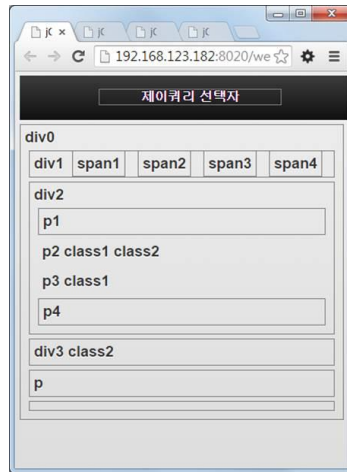 jC × jC jC jC
192.168.123.182:8020/we
제이쿼리 선택자
div0
div1 span1 span2 span3 span4
div2
p1
p2 class1 class2
p3 class1
p4
div3 class2
p